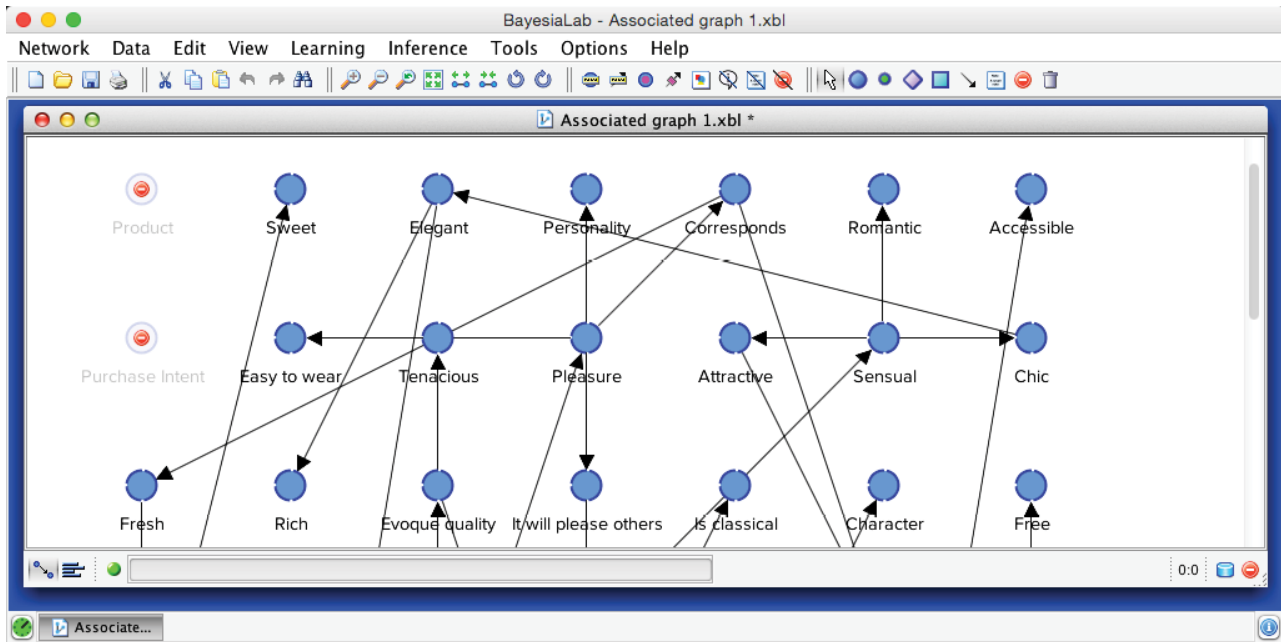 BayesiaLab - Associated graph 1.xbl
Network Data Edit View Learning Inference Tools Options Help
Associated graph 1.xbl *
Product Sweet Elegant Personality Corresponds Romantic Accessible
Purchase Intent Easy to wear Tenacious Pleasure Attractive Sensual Chic
Fresh Rich Evoque quality It will please others Is classical Character Free
0:0
Associate...